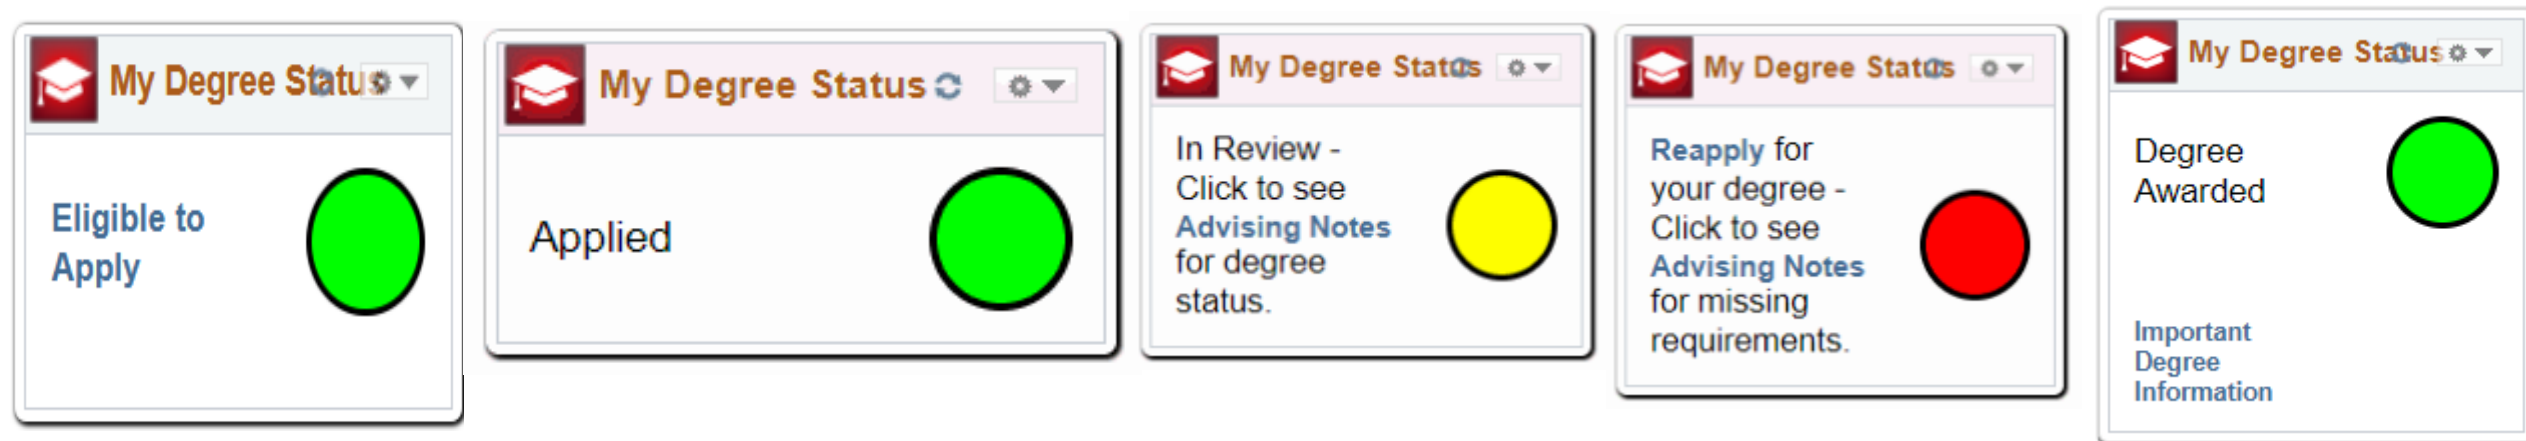 My Degree Status
Eligible to
Apply
My Degree Status
Applied
My Degree Status
In Review -
Click to see
Advising Notes
for degree
status.
My Degree Status
Reapply for
your degree -
Click to see
Advising Notes
for missing
requirements.
My Degree Status
Degree
Awarded
Important
Degree
Information